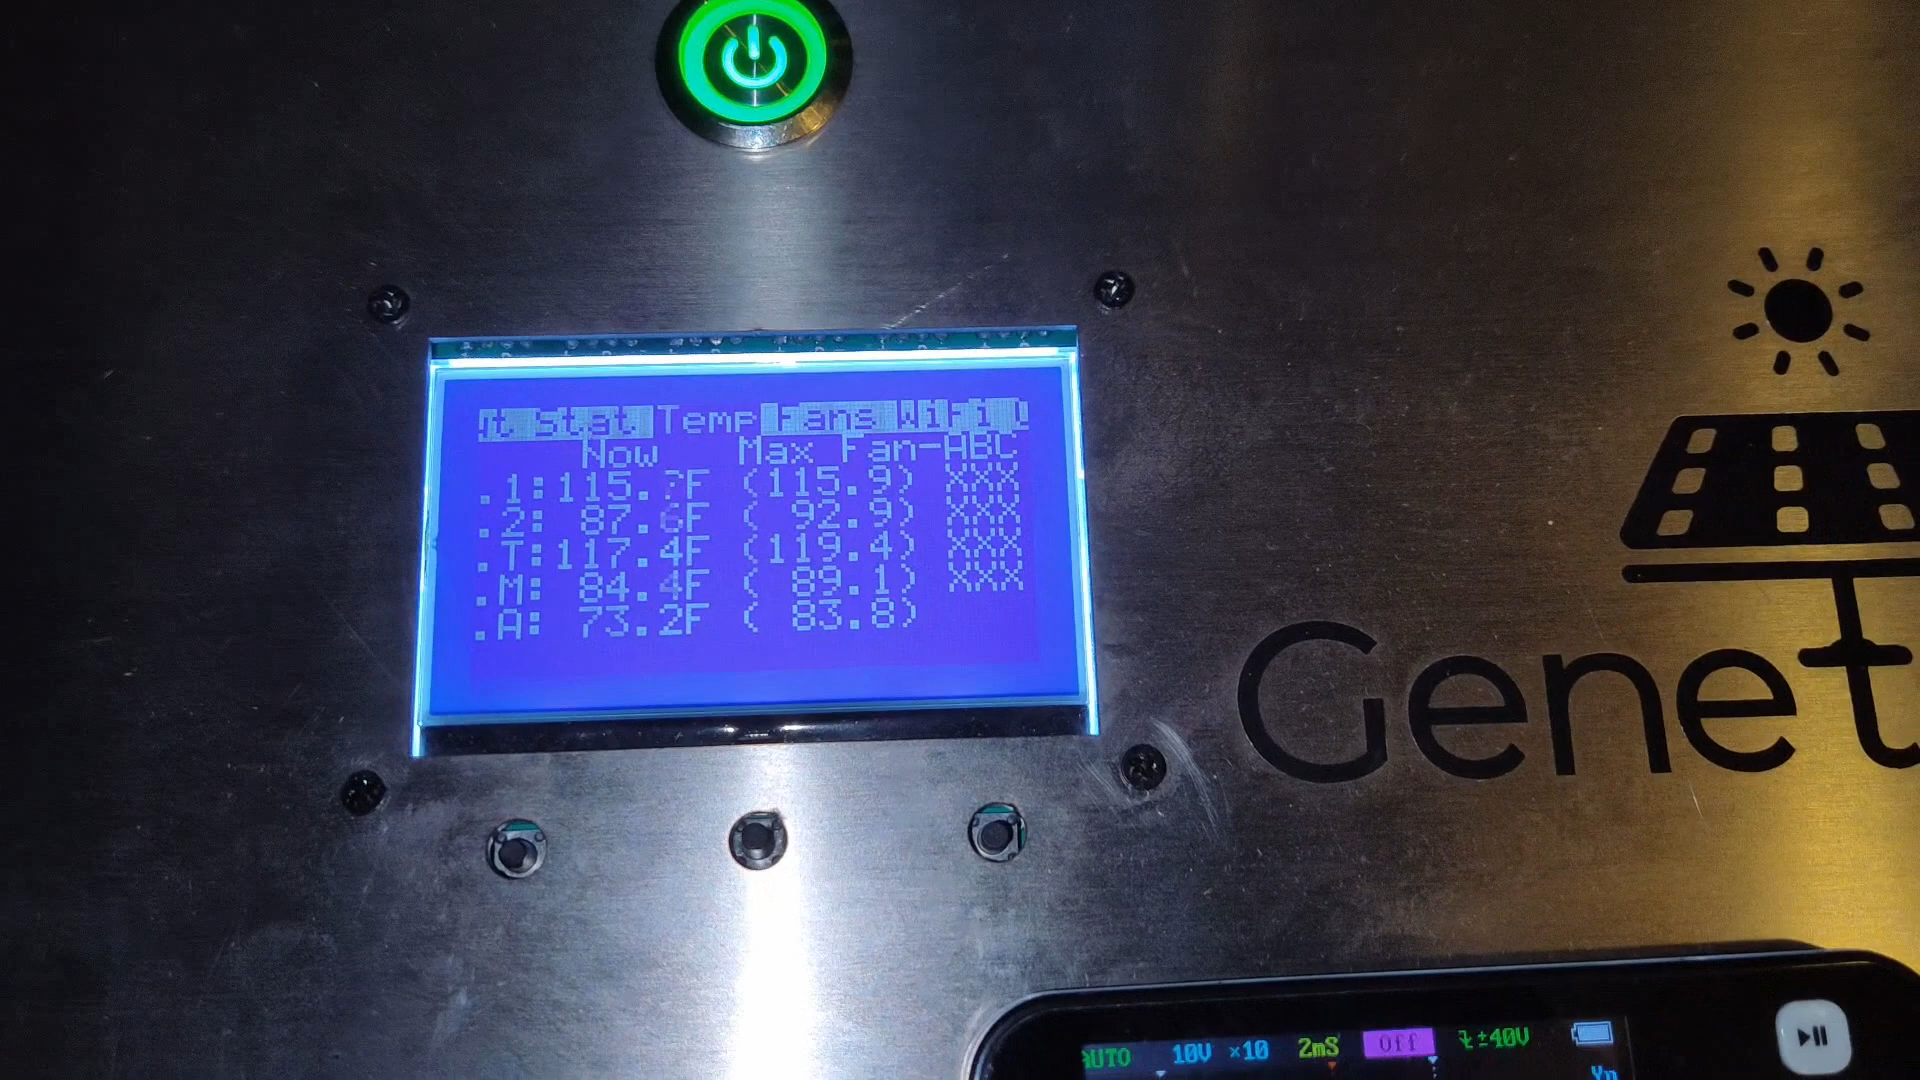 Stat Temp Fans WiFi
Now Max Fan-ABC
.1:115.?F (115.9) XXX
.2: 87.6F ( 92.9) XXX
.T:117.4F (119.4) XXX
.M: 84.4F ( 89.1) XXX
.A: 73.2F ( 83.8)
Genet
AUTO 10V ×10 2mS Off ±40V